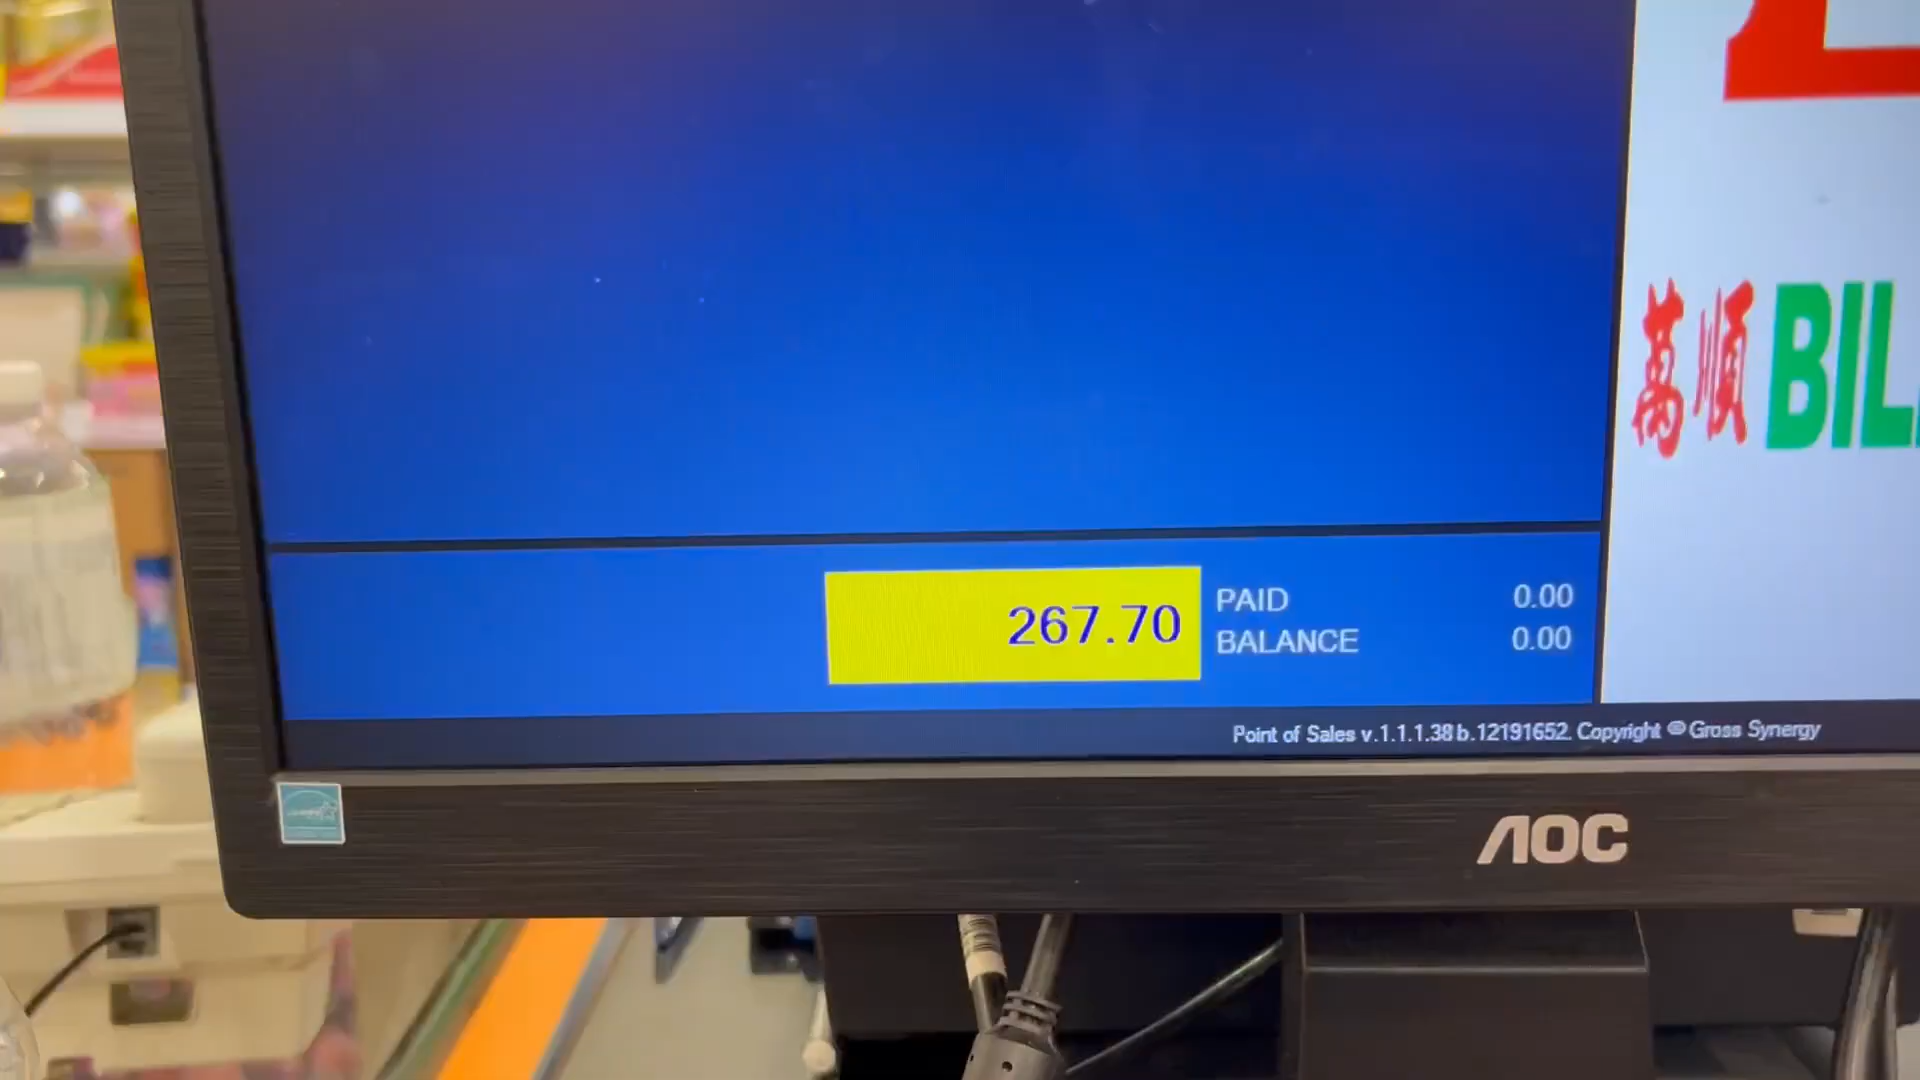 萬順 BIL
267.70
PAID 0.00
BALANCE 0.00
Point of Sales v.1.1.1.38 b.12191652. Copyright © Gross Synergy
AOC